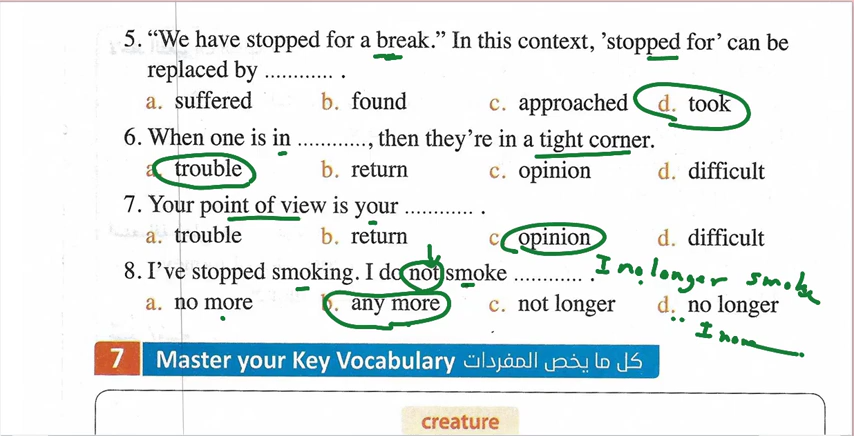 5. “We have stopped for a break.” In this context, ’stopped for’ can be
replaced by ............ .
a. suffered b. found c. approached d. took
6. When one is in ............, then they’re in a tight corner.
a. trouble b. return c. opinion d. difficult
7. Your point of view is your ............ .
a. trouble b. return c. opinion d. difficult
8. I’ve stopped smoking. I do not smoke ............ . I no longer smoke
a. no more b. any more c. not longer d. no longer
I
7 Master your Key Vocabulary كل ما يخص المفردات
creature